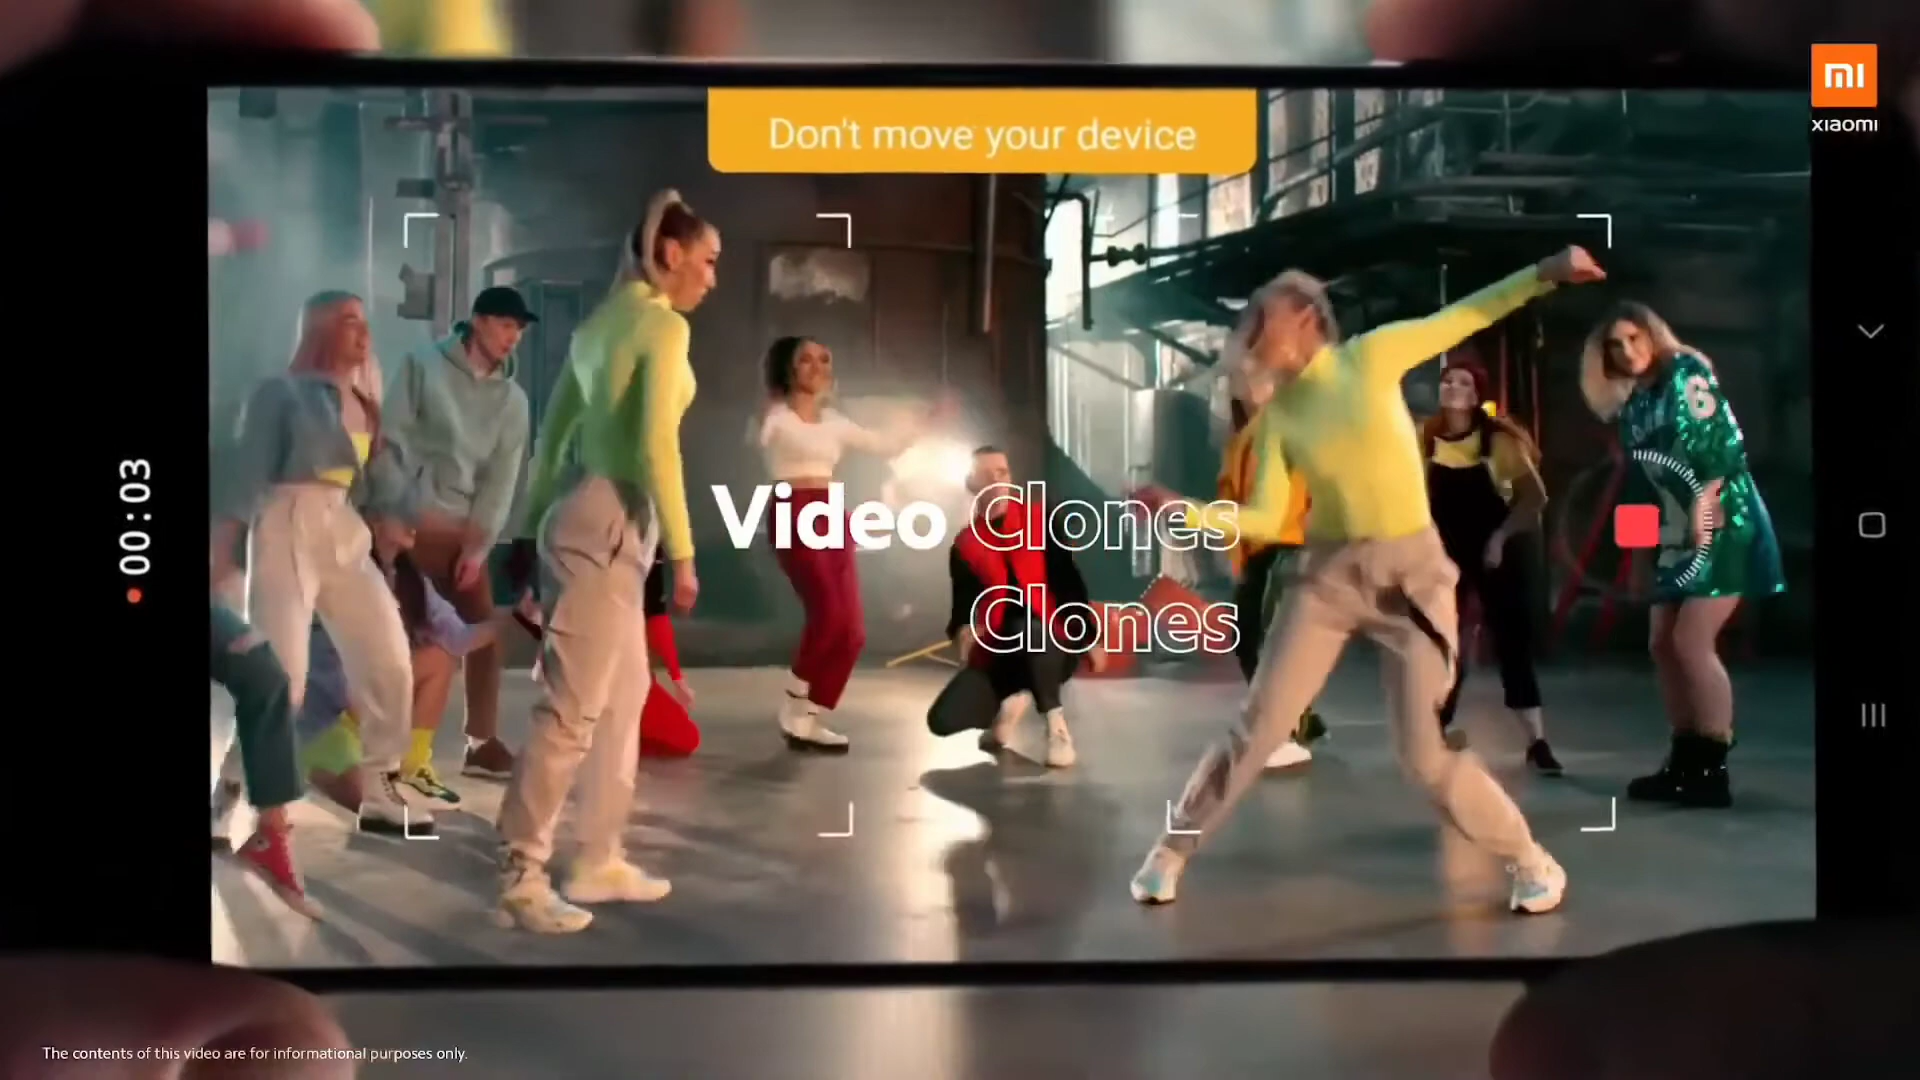 mi
xiaomi
Don't move your device
6
00:03
Video Clones
Clones
The contents of this video are for informational purposes only.